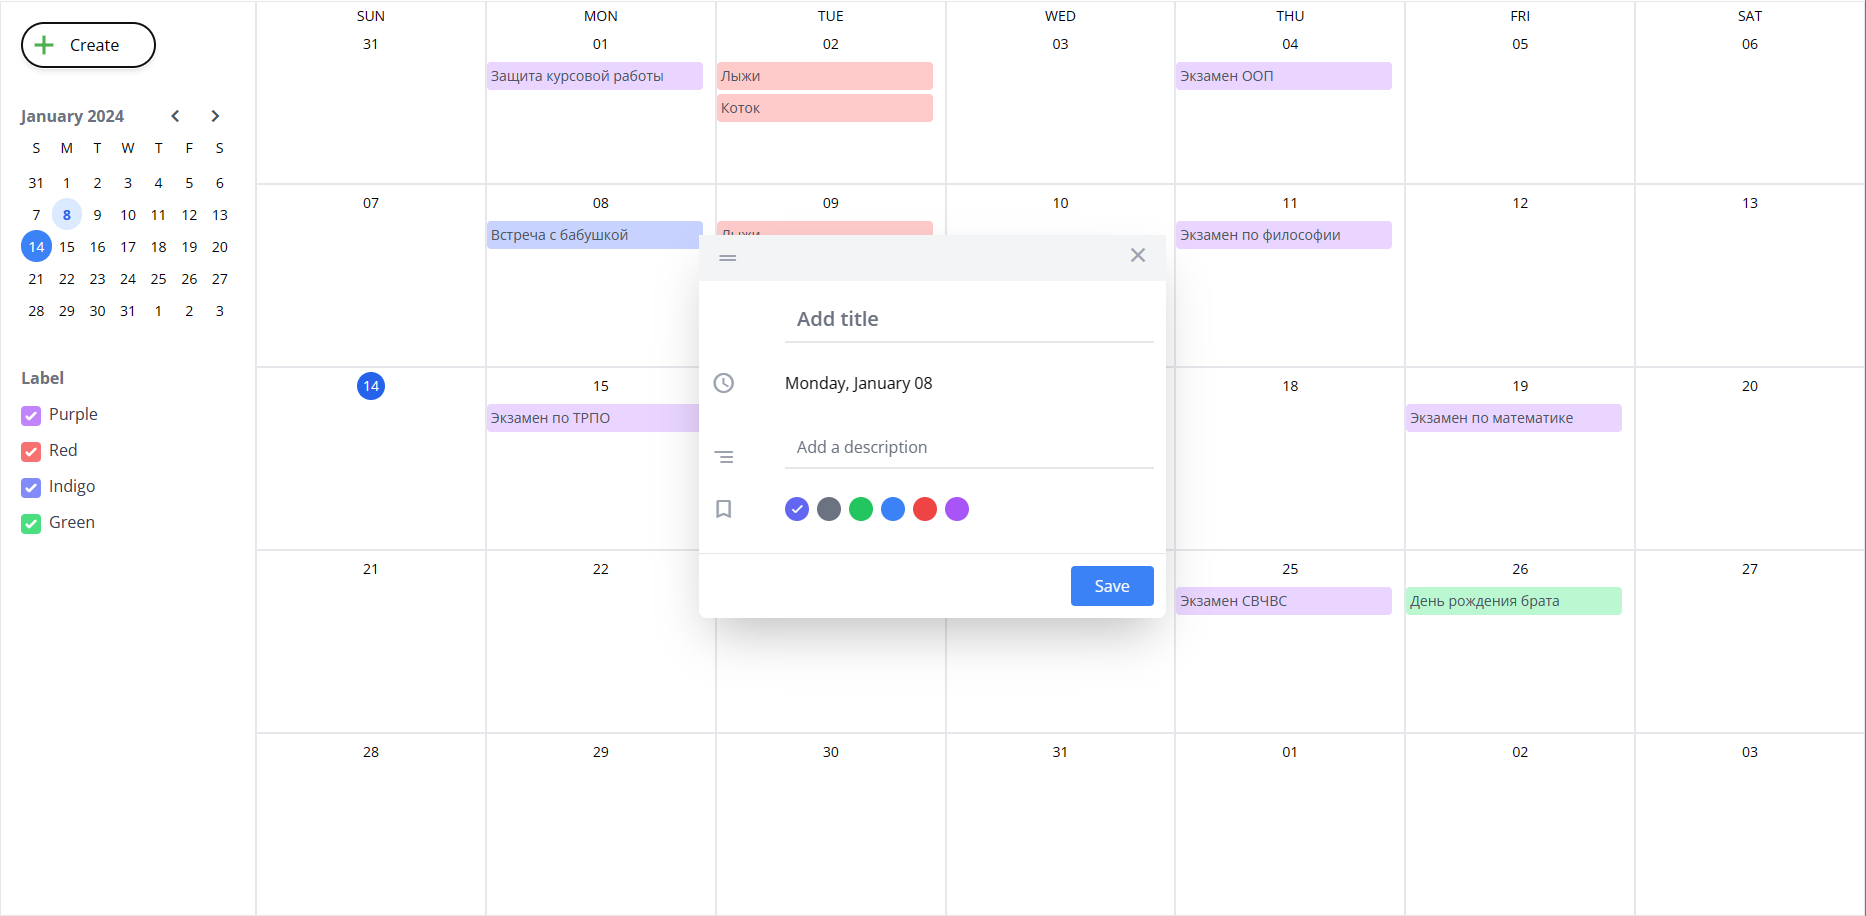 Create
January 2024
S M T W T F S
31 1 2 3 4 5 6
7 8 9 10 11 12 13
14 15 16 17 18 19 20
21 22 23 24 25 26 27
28 29 30 31 1 2 3
Label
Purple
Red
Indigo
Green
SUN MON TUE WED THU FRI SAT
31 01 02 03 04 05 06
Защита курсовой работы Лыжи Экзамен ООП
Коток
07 08 09 10 11 12 13
Встреча с бабушкой Лыжи Экзамен по философии
14 15 18 19 20
Экзамен по ТРПО Экзамен по математике
21 22 25 26 27
Экзамен СВЧВС День рождения брата
28 29 30 31 01 02 03
Add title
Monday, January 08
Add a description
Save